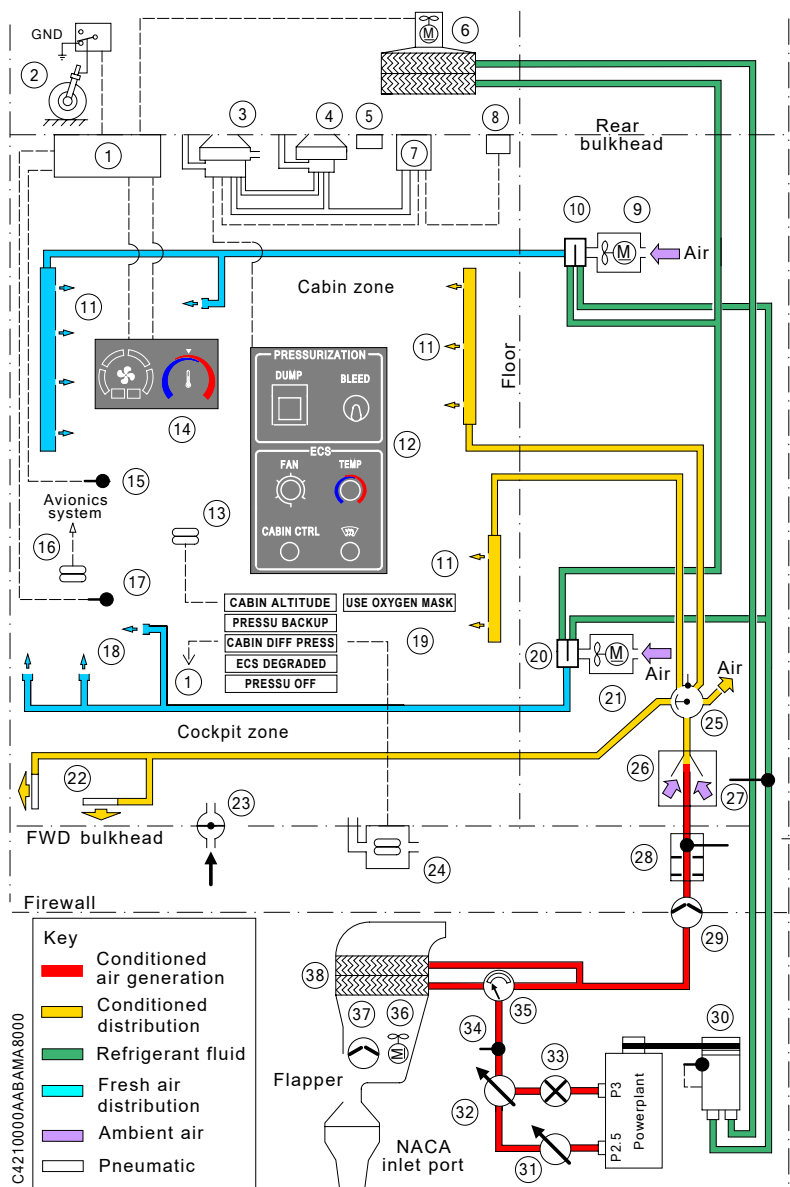 GND
M
6
2
3
4
5
8
1
7
Rear
bulkhead
10
9
M
Air
Cabin zone
11
11
Floor
PRESSURIZATION
DUMP
BLEED
14
12
ECS
FAN
TEMP
15
Avionics
system
13
CABIN CTRL
16
11
17
CABIN ALTITUDE
USE OXYGEN MASK
PRESSU BACKUP
18
CABIN DIFF PRESS
19
20
M
Air
Air
ECS DEGRADED
1
PRESSU OFF
21
25
Cockpit zone
22
26
27
23
FWD bulkhead
24
28
Firewall
29
Key
Conditioned
air generation
38
37
36
M
35
30
Conditioned
distribution
34
33
Refrigerant fluid
Flapper
P3
Powerplant
Fresh air
distribution
32
Ambient air
NACA
inlet port
31
P2.5
Pneumatic
C4210000AABAMA8000